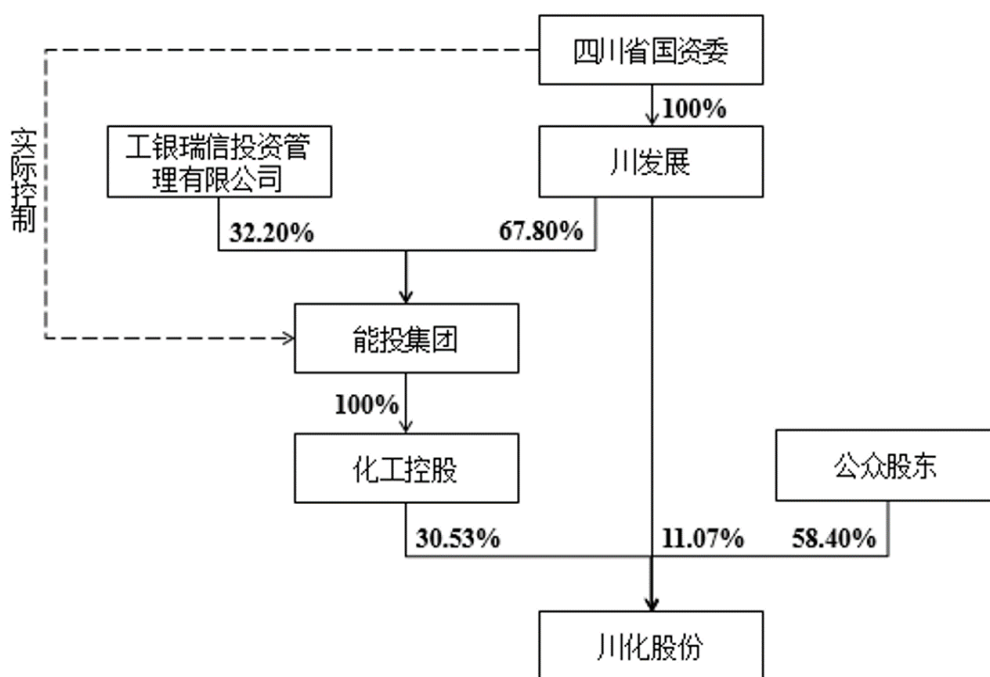 四川省国资委
100%
实际控制
工银瑞信投资管
理有限公司
川发展
32.20%
67.80%
能投集团
100%
化工控股
公众股东
30.53%
11.07%
58.40%
川化股份